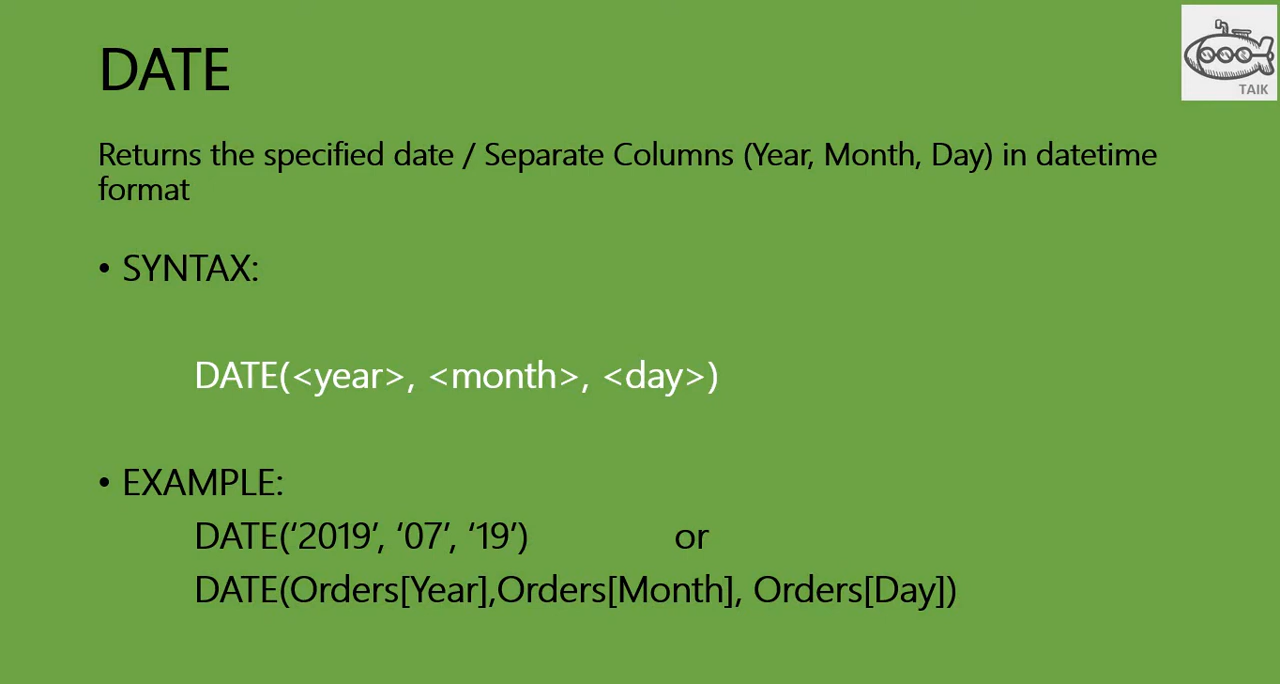 DATE
TAIK
Returns the specified date / Separate Columns (Year, Month, Day) in datetime
format
• SYNTAX:
DATE(<year>, <month>, <day>)
• EXAMPLE:
DATE(‘2019’, ‘07’, ‘19’) or
DATE(Orders[Year],Orders[Month], Orders[Day])